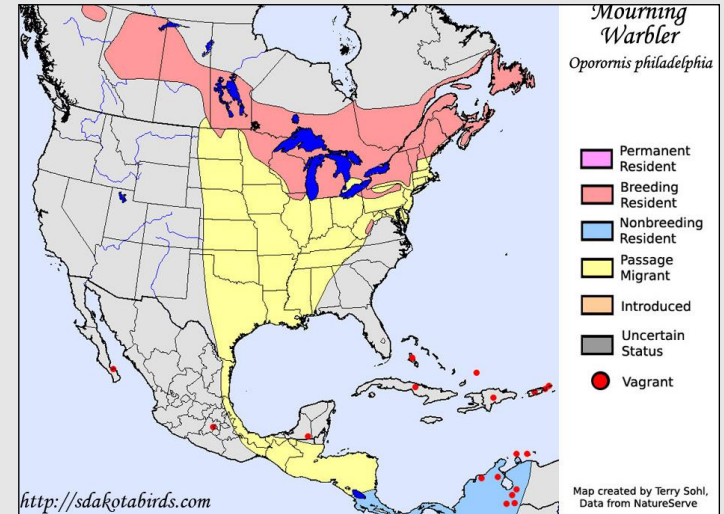 Mourning
Warbler
Oporornis philadelphia
Permanent
Resident
Breeding
Resident
Nonbreeding
Resident
Passage
Migrant
Introduced
Uncertain
Status
Vagrant
Map created by Terry Sohl,
Data from NatureServe
http://sdakotabirds.com